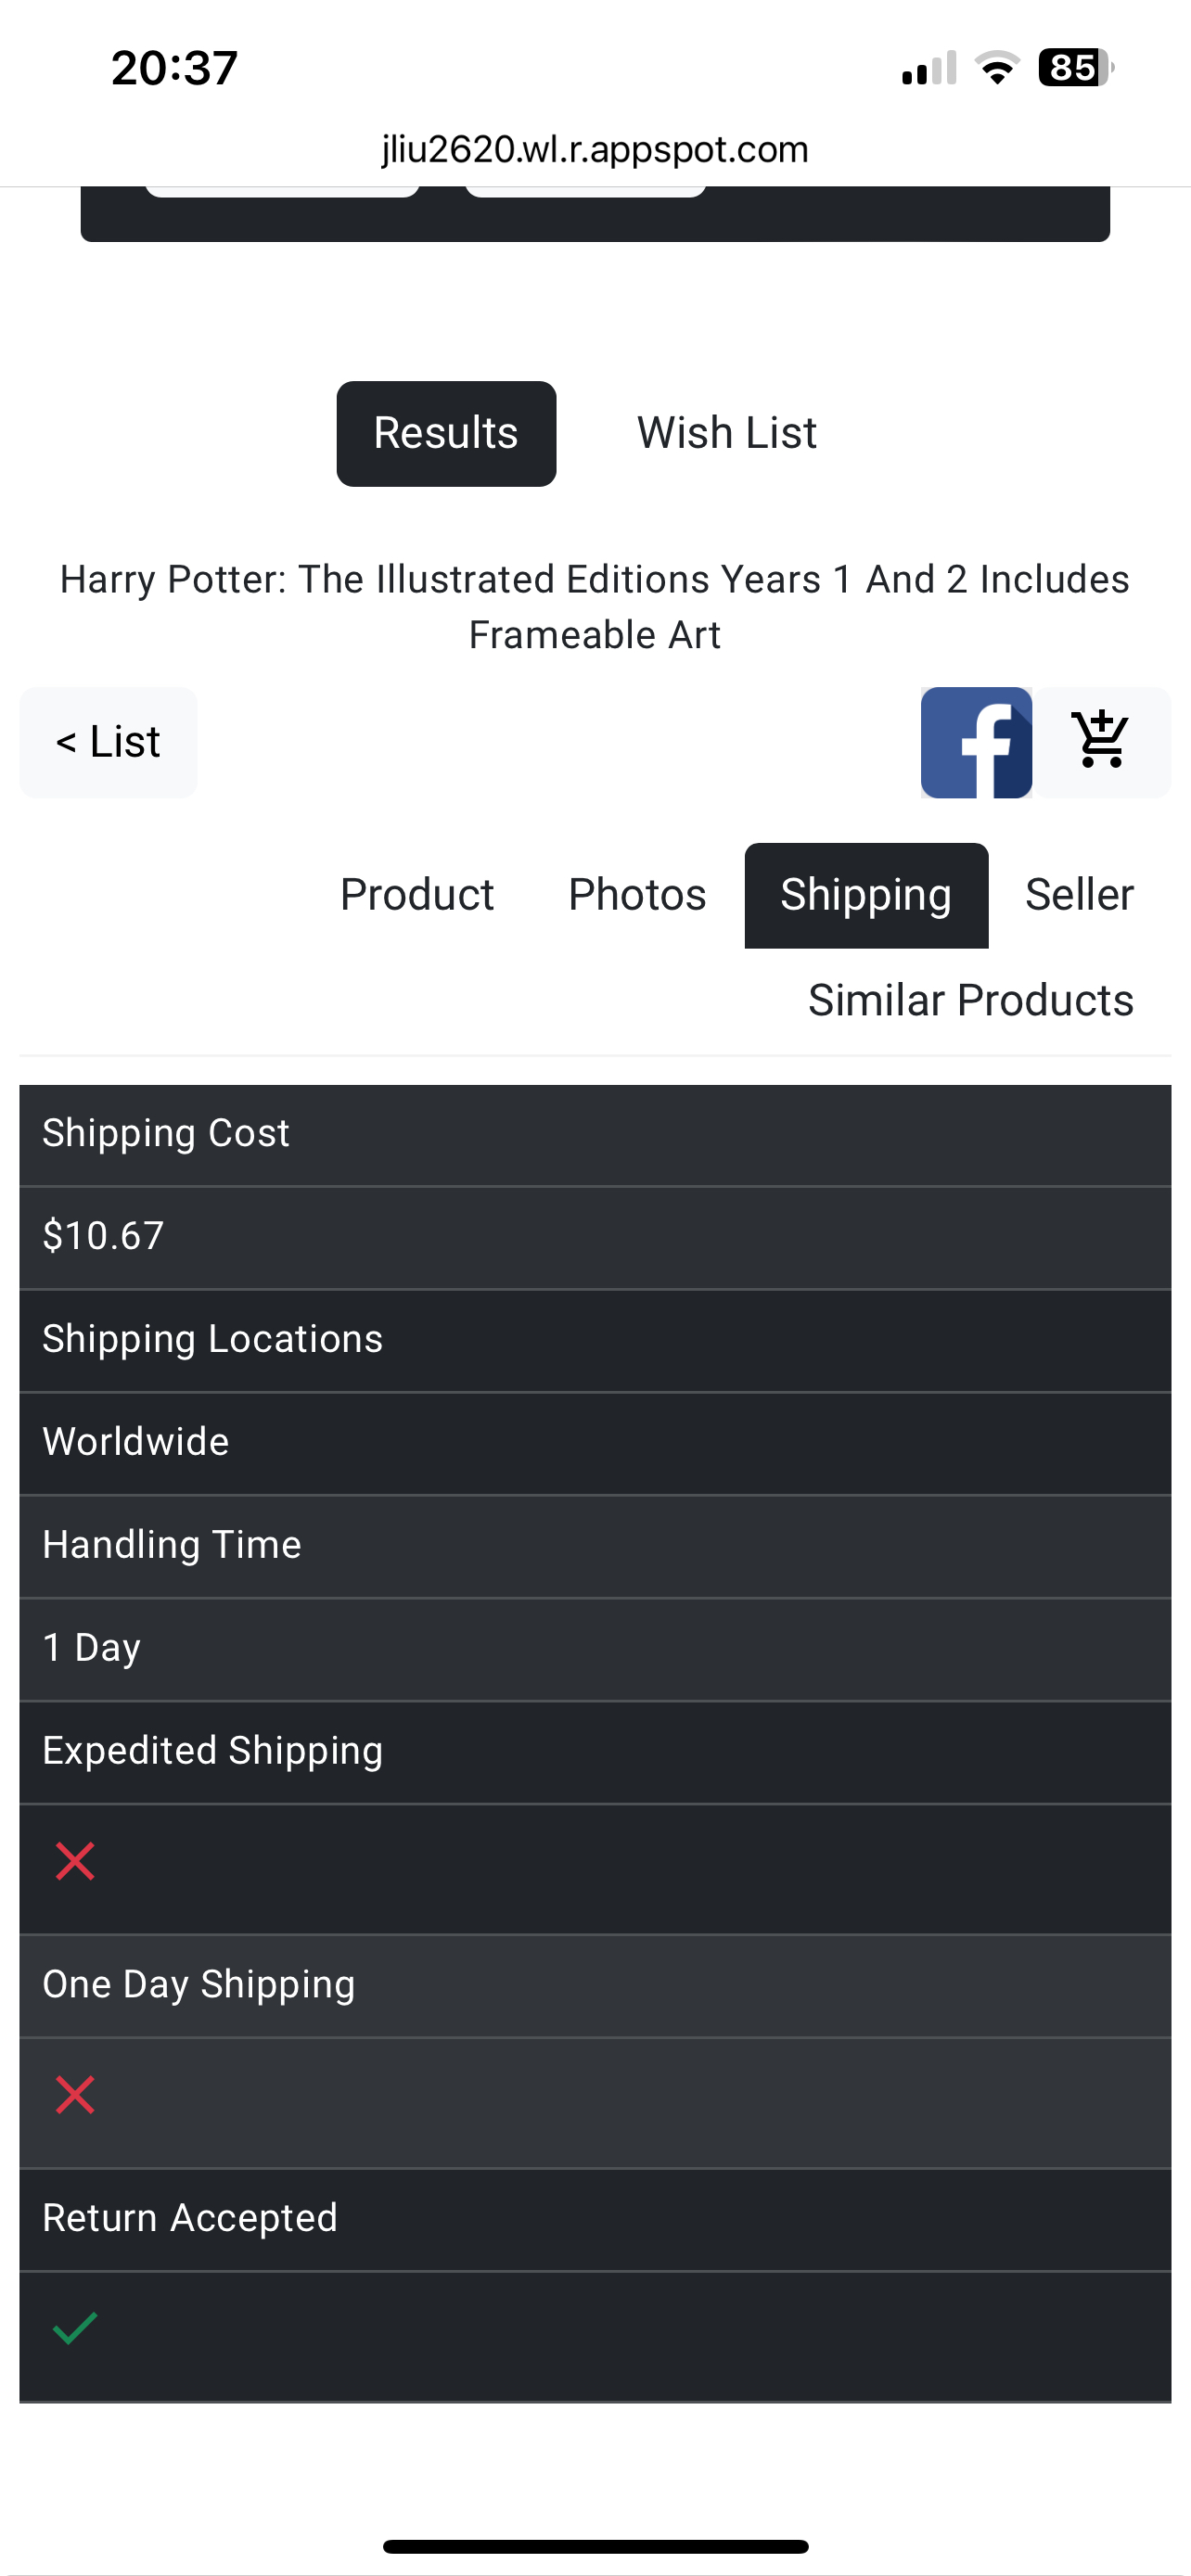 20:37
85
jliu2620.wl.r.appspot.com
Results
Wish List
Harry Potter: The Illustrated Editions Years 1 And 2 Includes
Frameable Art
< List
Product
Photos
Shipping
Seller
Similar Products
Shipping Cost
$10.67
Shipping Locations
Worldwide
Handling Time
1 Day
Expedited Shipping
One Day Shipping
Return Accepted